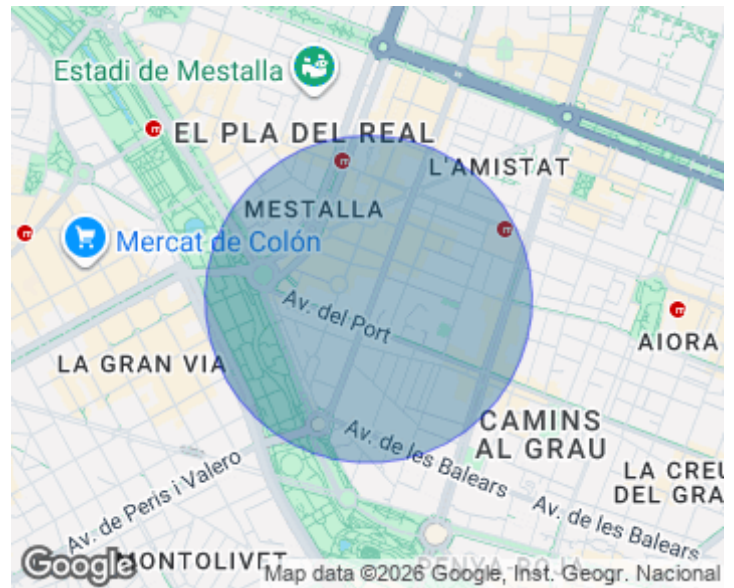 Estadi de Mestalla
EL PLA DEL REAL
L'AMISTAT
MESTALLA
Mercat de Colón
Av. del Port
AIORA
LA GRAN VIA
CAMINS
AL GRAU
Av. de les Balears
LA CREU
DEL GRA
Av. de Peris i Valero
Av. de les Balears
MONTOLIVET
PENYA-ROJA
Google
Map data ©2026 Google, Inst. Geogr. Nacional